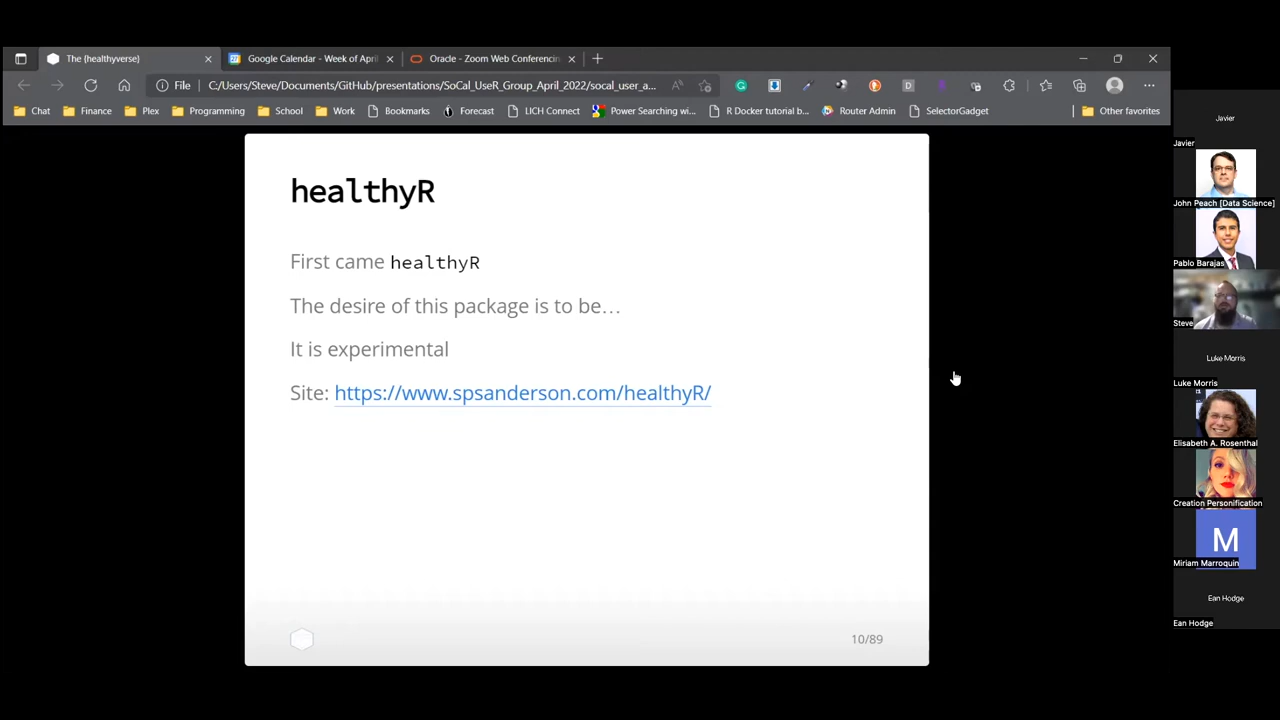 The {healthyverse)
Google Calendar - Week of April
Oracle - Zoom Web Conferencin
File
C:/Users/Steve/Documents/GitHub/presentations/SoCal_UseR_Group_April_2022/socal_user_a...
Chat
Finance
Plex
Programming
School
Work
Bookmarks
Forecast
LICH Connect
Power Searching wi...
R Docker tutorial b...
Router Admin
SelectorGadget
Other favorites
healthyR
First came healthyR
The desire of this package is to be…
It is experimental
Site: https://www.spsanderson.com/healthyR/
10/89
Javier
Javier
John Peach [Data Science]
Pablo Barajas
Steve
Luke Morris
Luke Morris
Elisabeth A. Rosenthal
Creation Personification
M
Miriam Marroquin
Ean Hodge
Ean Hodge